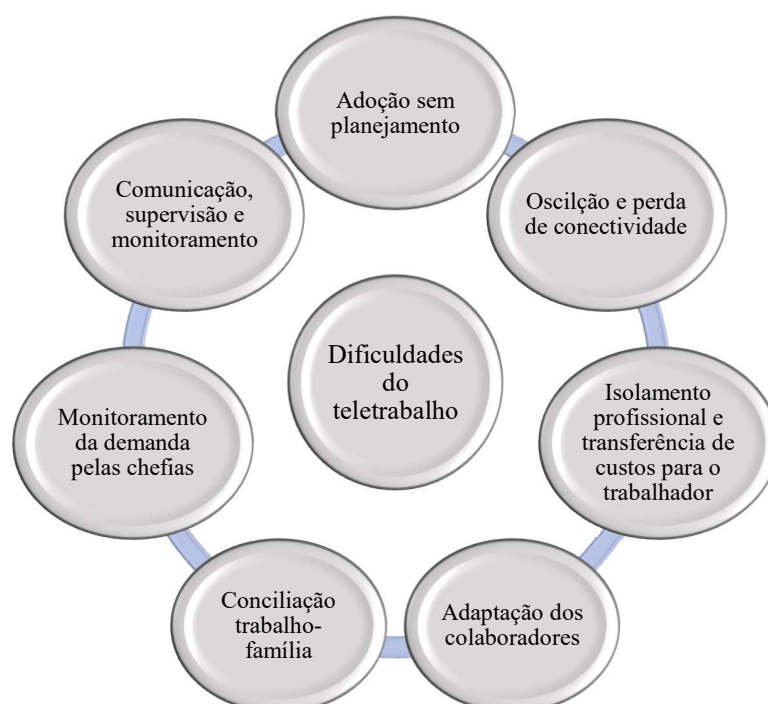 Adoção sem
planejamento
Oscilção e perda
de conectividade
Isolamento
profissional e
transferência de
custos para o
trabalhador
Adaptação dos
colaboradores
Conciliação
trabalho-
família
Monitoramento
da demanda
pelas chefias
Comunicação,
supervisão e
monitoramento
Dificuldades
do
teletrabalho